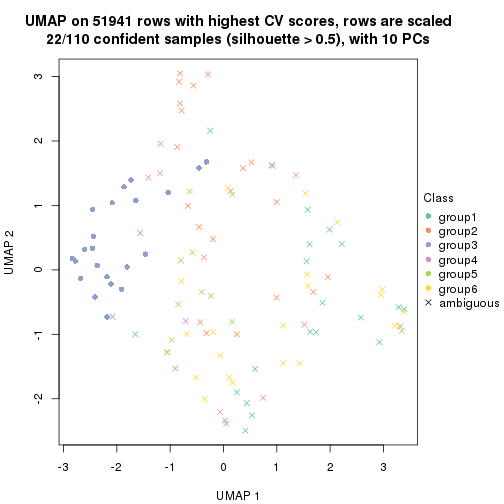 UMAP on 51941 rows with highest CV scores, rows are scaled
22/110 confident samples (silhouette > 0.5), with 10 PCs
3
2
1
0
-1
-2
UMAP 2
-3
-2
-1
0
1
2
3
UMAP 1
Class
group1
group2
group3
group4
group5
group6
ambiguous